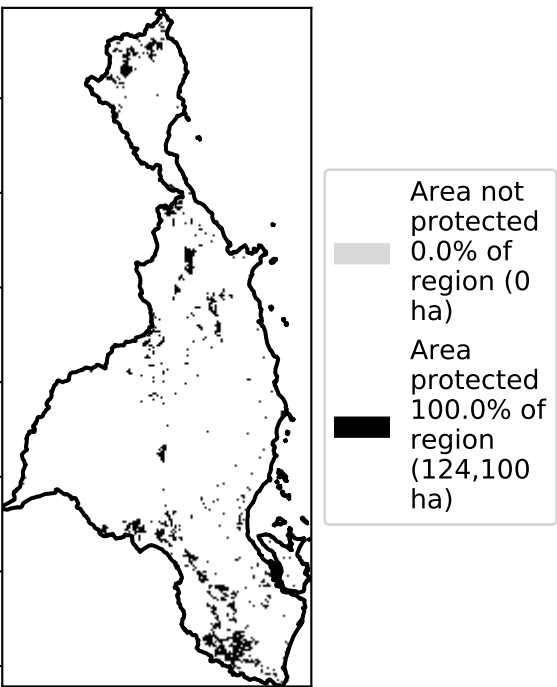 Area not
protected
0.0% of
region (0
ha)
Area
protected
100.0% of
region
(124,100
ha)